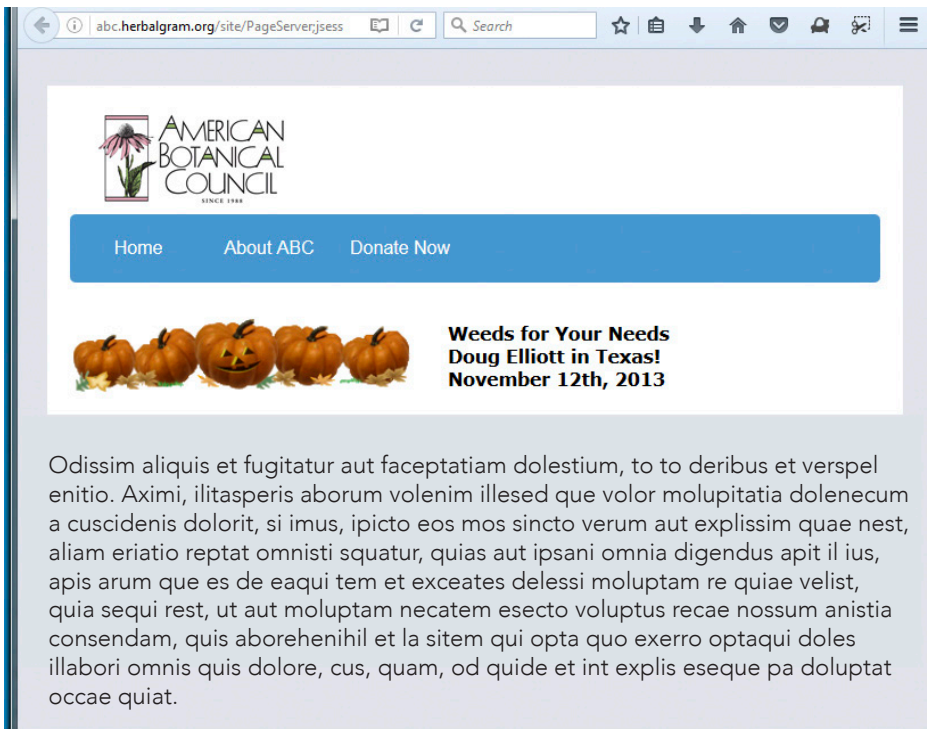 abc.herbalgram.org/site/PageServer;jsess
Search
AMERICAN
BOTANICAL
COUNCIL
SINCE 1988
Home About ABC Donate Now
Weeds for Your Needs
Doug Elliott in Texas!
November 12th, 2013
Odissim aliquis et fugitatur aut faceptatiam dolestium, to to deribus et verspel
enitio. Aximi, ilitasperis aborum volenim illesed que volor molupitatia dolenecum
a cuscidenis dolorit, si imus, ipicto eos mos sincto verum aut explissim quae nest,
aliam eriatio reptat omnisti squatur, quias aut ipsani omnia digendus apit il ius,
apis arum que es de eaqui tem et exceates delessi moluptam re quiae velist,
quia sequi rest, ut aut moluptam necatem esecto voluptus recae nossum anistia
consendam, quis aborehenihil et la sitem qui opta quo exerro optaqui doles
illabori omnis quis dolore, cus, quam, od quide et int explis eseque pa doluptat
occae quiat.